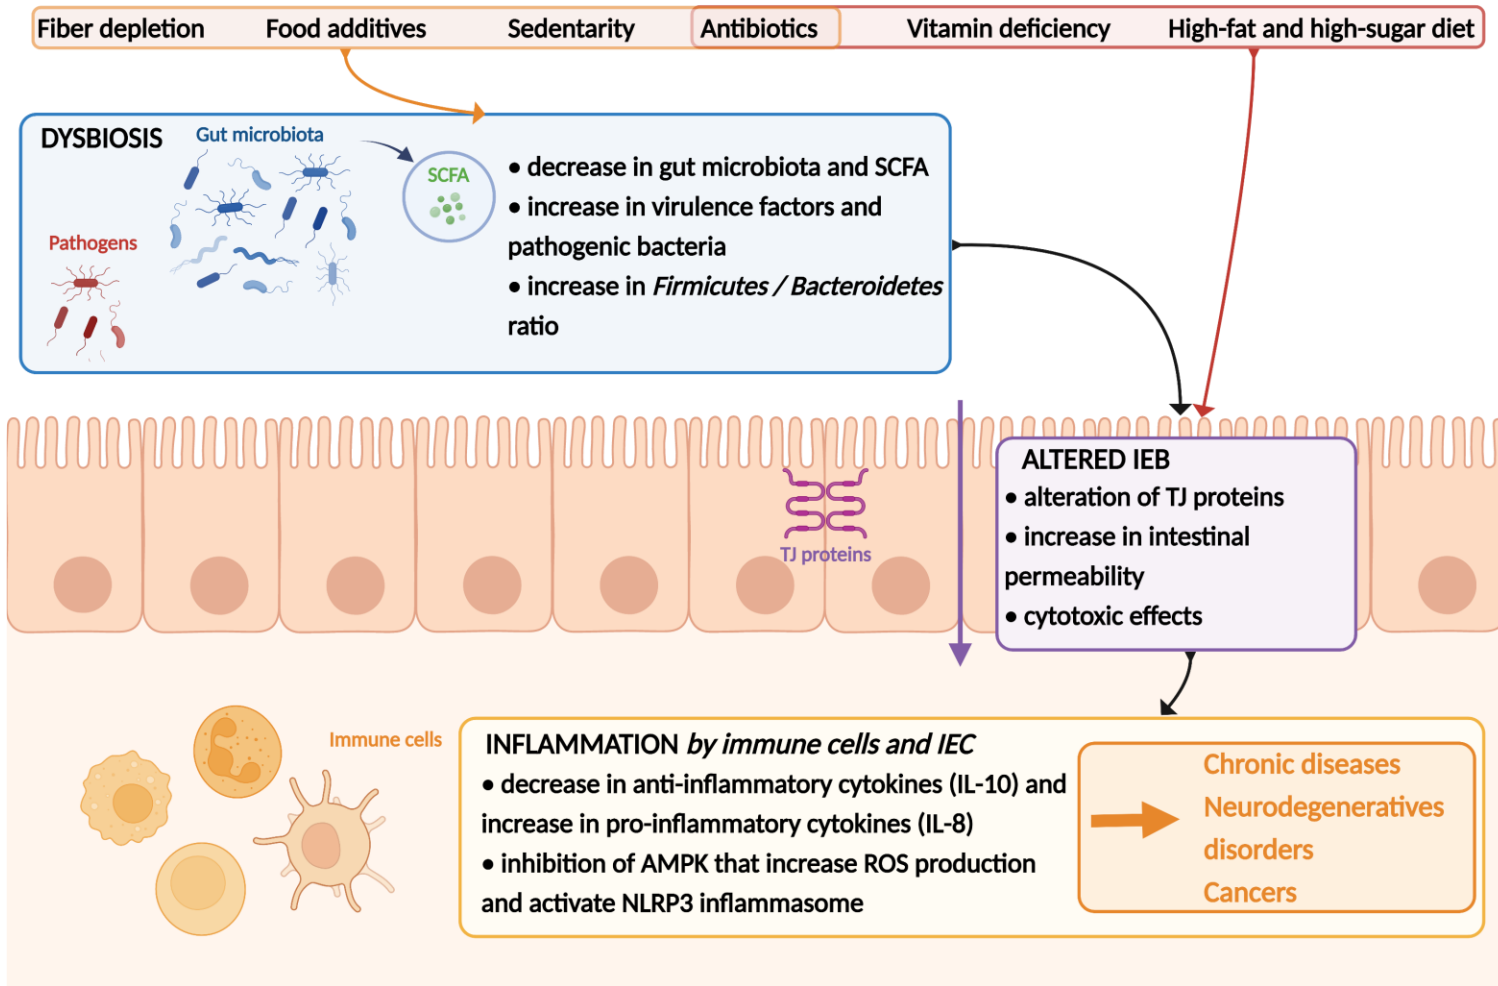 Fiber depletion Food additives Sedentarity Antibiotics Vitamin deficiency High-fat and high-sugar diet
DYSBIOSIS
Gut microbiota
SCFA
Pathogens
• decrease in gut microbiota and SCFA
• increase in virulence factors and
pathogenic bacteria
• increase in Firmicutes / Bacteroidetes
ratio
TJ proteins
ALTERED IEB
• alteration of TJ proteins
• increase in intestinal
permeability
• cytotoxic effects
Immune cells
INFLAMMATION by immune cells and IEC
• decrease in anti-inflammatory cytokines (IL-10) and
increase in pro-inflammatory cytokines (IL-8)
• inhibition of AMPK that increase ROS production
and activate NLRP3 inflammasome
Chronic diseases
Neurodegeneratives
disorders
Cancers